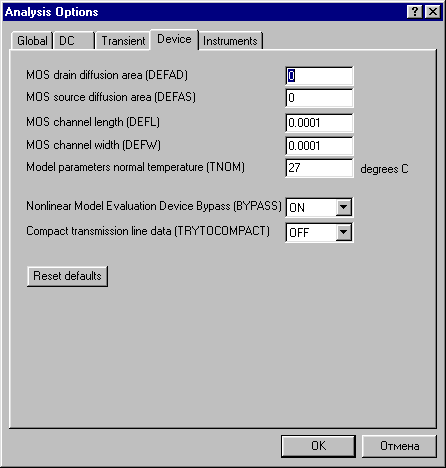 Analysis Options
Global DC Transient Device Instruments
MOS drain diffusion area (DEFAD) 0
MOS source diffusion area (DEFAS) 0
MOS channel length (DEFL) 0.0001
MOS channel width (DEFW) 0.0001
Model parameters normal temperature (TNOM) 27 degrees C
Nonlinear Model Evaluation Device Bypass (BYPASS) ON
Compact transmission line data (TRYTOCOMPACT) OFF
Reset defaults
OK Отмена